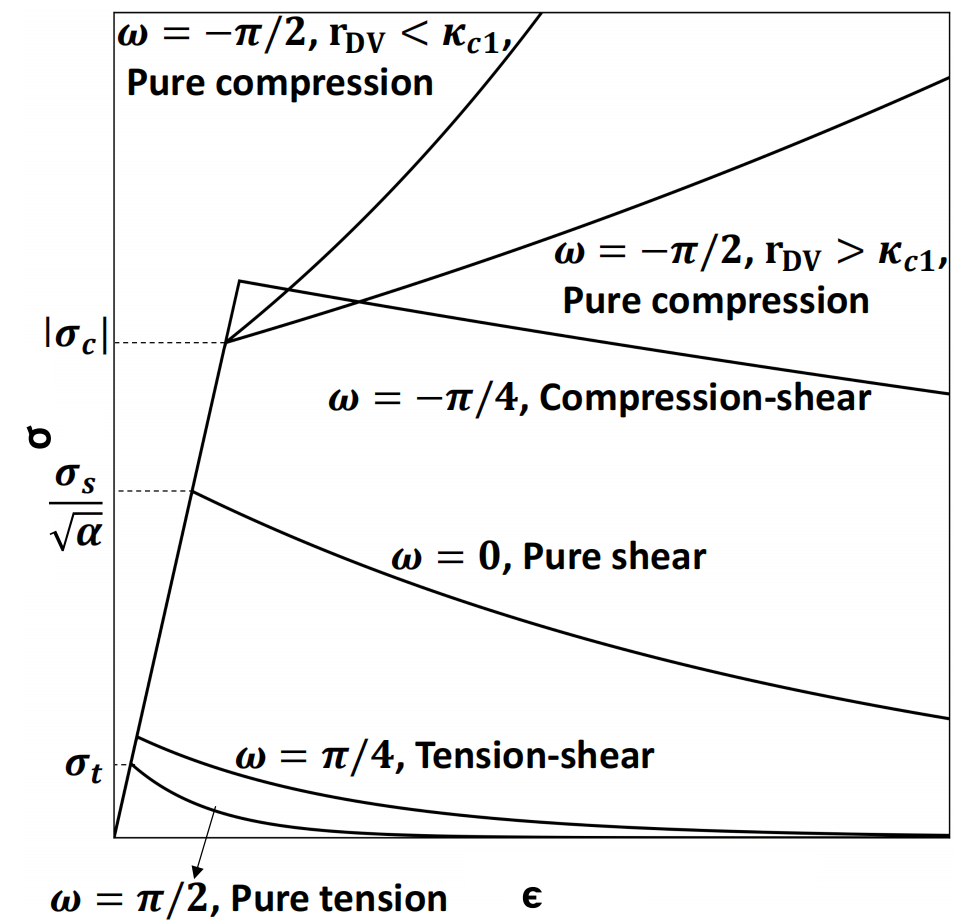 ω = −π/2, r_DV < κ_c1,
Pure compression
ω = −π/2, r_DV > κ_c1,
Pure compression
|σ_c|
ω = −π/4, Compression-shear
σ
σ_s
√α
ω = 0, Pure shear
ω = π/4, Tension-shear
σ_t
ω = π/2, Pure tension
ϵ